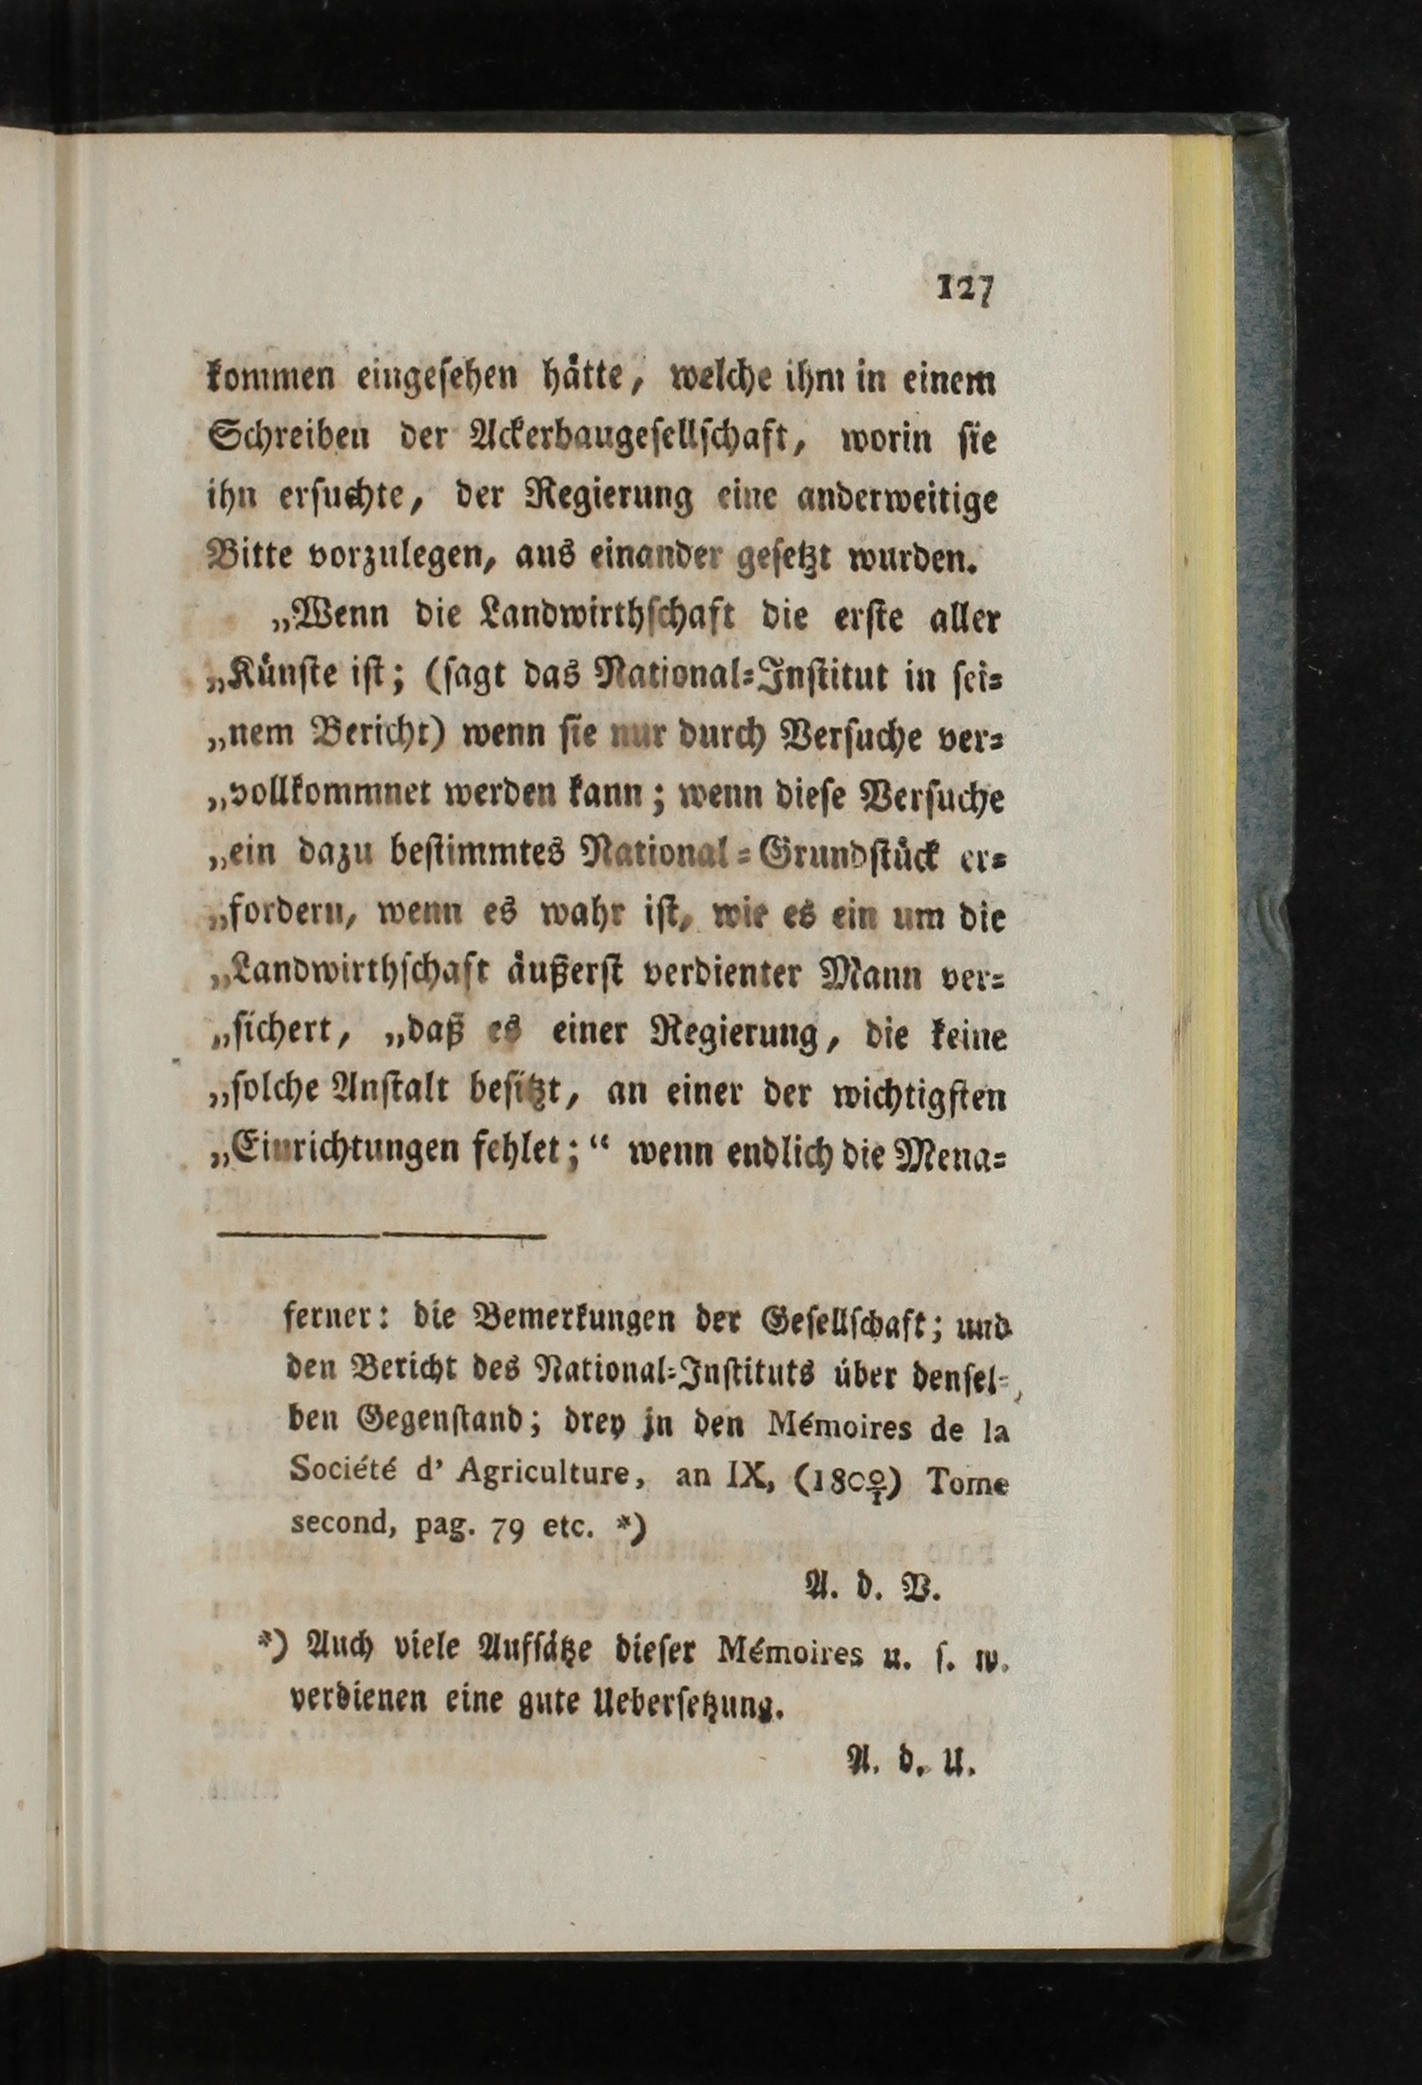 127
kommen eingesehen hätte, welche ihm in einem
Schreiben der Ackerbaugesellschaft, worin sie
ihn ersuchte, der Regierung eine anderweitige
Bitte vorzulegen, aus einander gesetzt wurden.
„Wenn die Landwirthschaft die erste aller
„Künste ist; (sagt das National-Institut in sei-
„nem Bericht) wenn sie nur durch Versuche ver-
„vollkommnet werden kann; wenn diese Versuche
„ein dazu bestimmtes National-Grundstück er-
„fordern, wenn es wahr ist, wie es ein um die
„Landwirthschaft äußerst verdienter Mann ver-
„sichert, „daß es einer Regierung, die keine
„solche Anstalt besitzt, an einer der wichtigsten
„Einrichtungen fehlet;“ wenn endlich die Mena-
ferner: die Bemerkungen der Gesellschaft; und
den Bericht des National-Instituts über densel-
ben Gegenstand; drey in den Mémoires de la
Société d' Agriculture, an IX, (180 0/1) Tome
second, pag. 79 etc. *)
A. d. V.
*) Auch viele Aufsätze dieser Mémoires u. s. w.
verdienen eine gute Uebersetzung.
A. d. U.